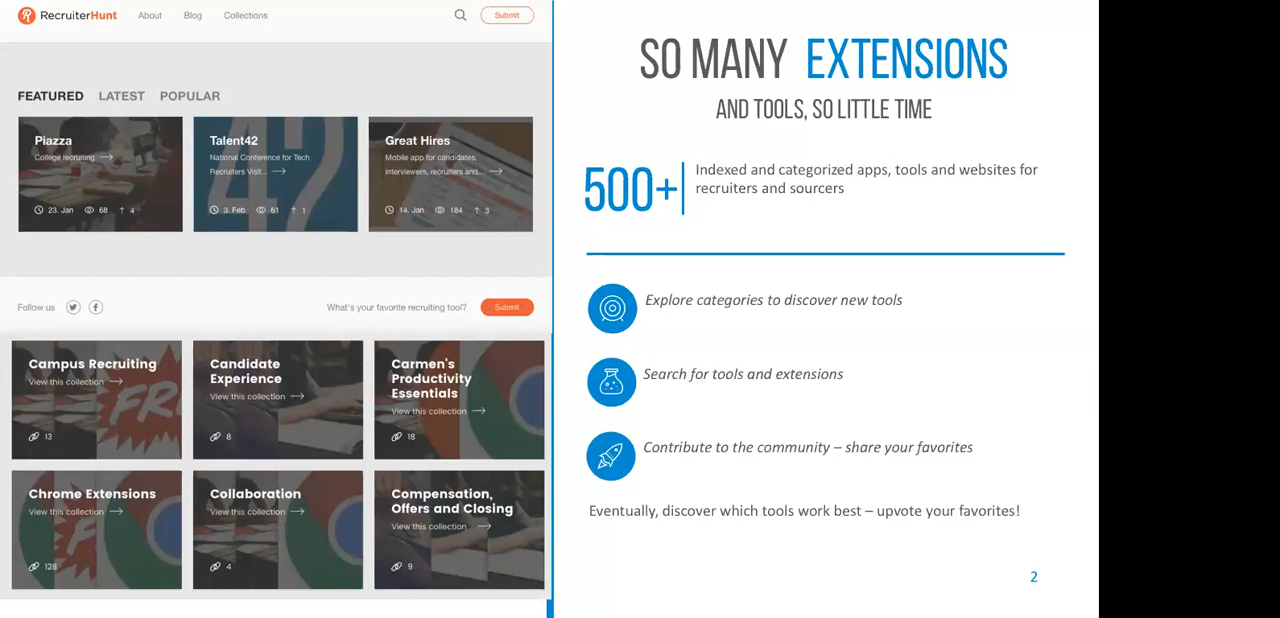 RecruiterHunt About Blog Collections Submit
FEATURED LATEST POPULAR
Piazza
College recruiting
23. Jan 68 4
Talent42
National Conference for Tech
Recruiters Visit...
3. Feb 61 1
Great Hires
Mobile app for candidates,
interviewers, recruiters and...
14. Jan 184 3
Follow us What's your favorite recruiting tool? Submit
Campus Recruiting
View this collection
13
Candidate
Experience
View this collection
8
Carmen's
Productivity
Essentials
View this collection
18
Chrome Extensions
View this collection
128
Collaboration
View this collection
4
Compensation,
Offers and Closing
View this collection
9
SO MANY EXTENSIONS
AND TOOLS, SO LITTLE TIME
500+
Indexed and categorized apps, tools and websites for
recruiters and sourcers
Explore categories to discover new tools
Search for tools and extensions
Contribute to the community – share your favorites
Eventually, discover which tools work best – upvote your favorites!
2